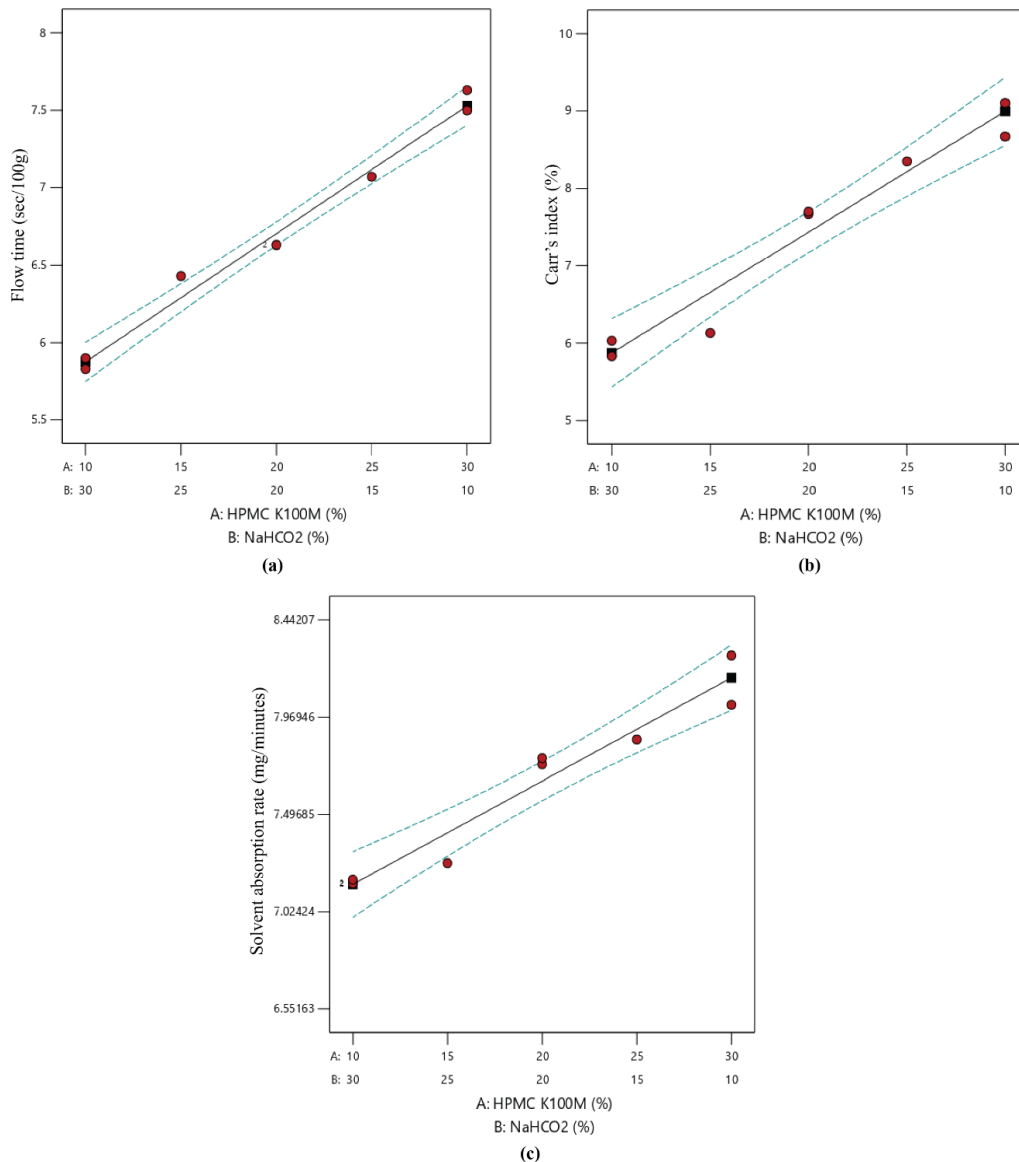 8
7.5
7
6.5
6
5.5
Flow time (sec/100g)
2
A: 10 15 20 25 30
B: 30 25 20 15 10
A: HPMC K100M (%)
B: NaHCO2 (%)
(a)
10
9
8
7
6
5
Carr's index (%)
A: 10 15 20 25 30
B: 30 25 20 15 10
A: HPMC K100M (%)
B: NaHCO2 (%)
(b)
8.44207
7.96946
7.49685
7.02424
6.55163
Solvent absorption rate (mg/minutes)
2
A: 10 15 20 25 30
B: 30 25 20 15 10
A: HPMC K100M (%)
B: NaHCO2 (%)
(c)